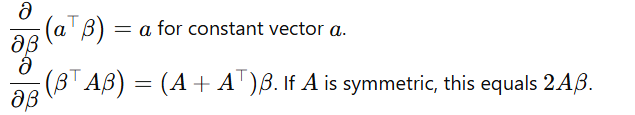 ∂/∂β (a⊤β) = a for constant vector a.
∂/∂β (β⊤Aβ) = (A + A⊤)β. If A is symmetric, this equals 2Aβ.